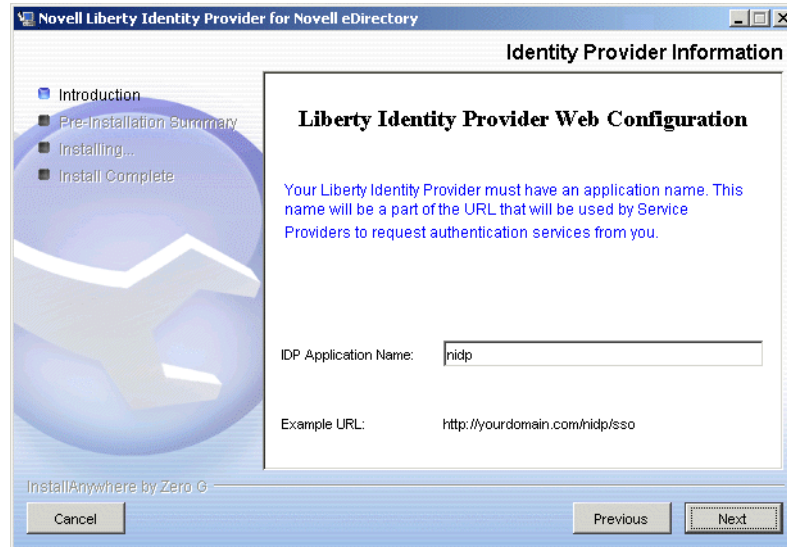 Novell Liberty Identity Provider for Novell eDirectory
Identity Provider Information
Introduction
Pre-Installation Summary
Installing...
Install Complete
Liberty Identity Provider Web Configuration
Your Liberty Identity Provider must have an application name. This
name will be a part of the URL that will be used by Service
Providers to request authentication services from you.
IDP Application Name: nidp
Example URL: http://yourdomain.com/nidp/sso
InstallAnywhere by Zero G
Cancel Previous Next